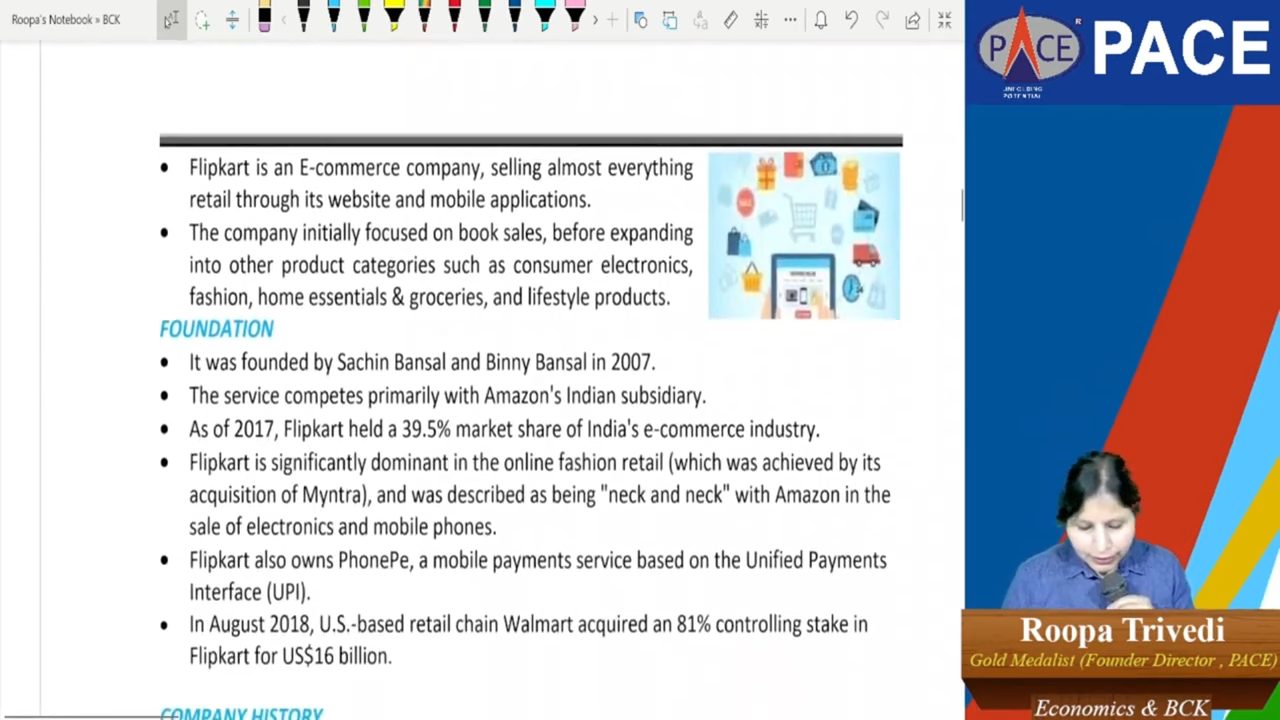 Roopa's Notebook » BCK
PACE
PACE
UNFOLDING
POTENTIAL
• Flipkart is an E-commerce company, selling almost everything
retail through its website and mobile applications.
• The company initially focused on book sales, before expanding
into other product categories such as consumer electronics,
fashion, home essentials & groceries, and lifestyle products.
FOUNDATION
• It was founded by Sachin Bansal and Binny Bansal in 2007.
• The service competes primarily with Amazon's Indian subsidiary.
• As of 2017, Flipkart held a 39.5% market share of India's e-commerce industry.
• Flipkart is significantly dominant in the online fashion retail (which was achieved by its
acquisition of Myntra), and was described as being "neck and neck" with Amazon in the
sale of electronics and mobile phones.
• Flipkart also owns PhonePe, a mobile payments service based on the Unified Payments
Interface (UPI).
• In August 2018, U.S.-based retail chain Walmart acquired an 81% controlling stake in
Flipkart for US$16 billion.
COMPANY HISTORY
Roopa Trivedi
Gold Medalist (Founder Director , PACE)
Economics & BCK